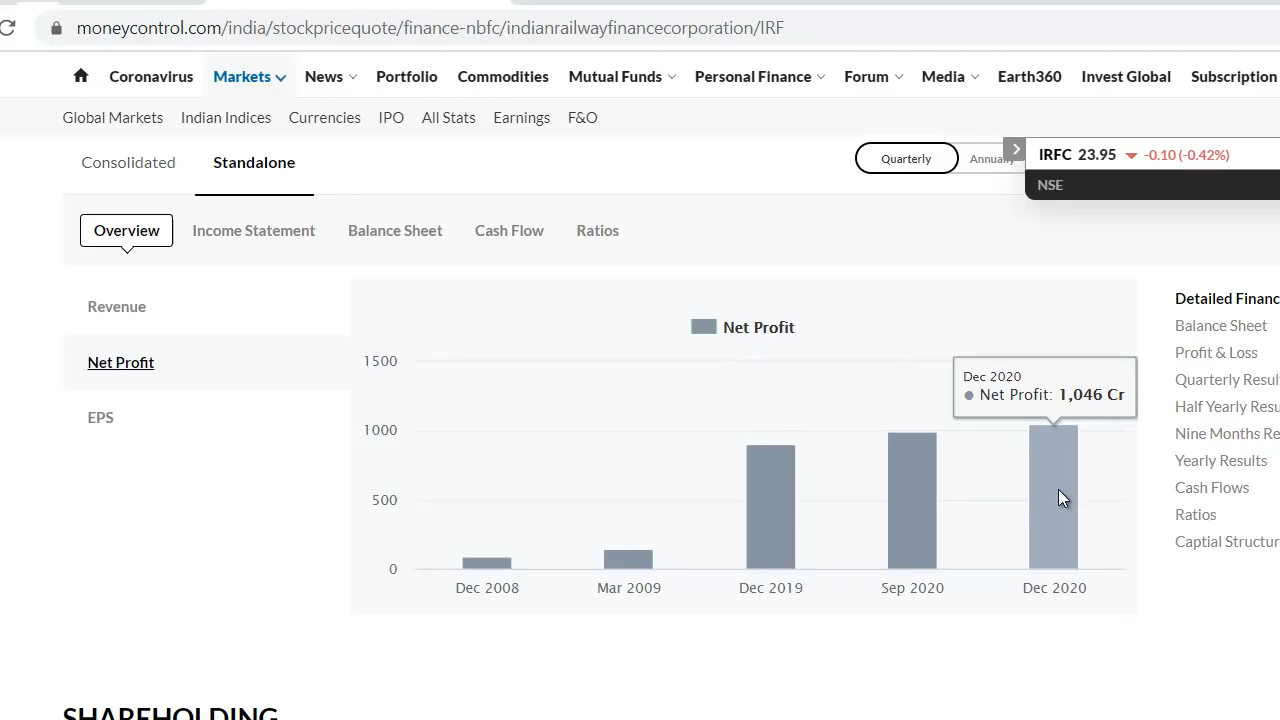 moneycontrol.com/india/stockpricequote/finance-nbfc/indianrailwayfinancecorporation/IRF
Coronavirus Markets News Portfolio Commodities Mutual Funds Personal Finance Forum Media Earth360 Invest Global Subscription
Global Markets Indian Indices Currencies IPO All Stats Earnings F&O
Consolidated Standalone Quarterly Annually
IRFC 23.95 -0.10 (-0.42%)
NSE
Overview Income Statement Balance Sheet Cash Flow Ratios
Revenue
Net Profit
EPS
Net Profit
1500
1000
500
0
Dec 2020
Net Profit: 1,046 Cr
Dec 2008 Mar 2009 Dec 2019 Sep 2020 Dec 2020
Detailed Financ
Balance Sheet
Profit & Loss
Quarterly Resul
Half Yearly Resu
Nine Months Re
Yearly Results
Cash Flows
Ratios
Captial Structur
SHAREHOLDING